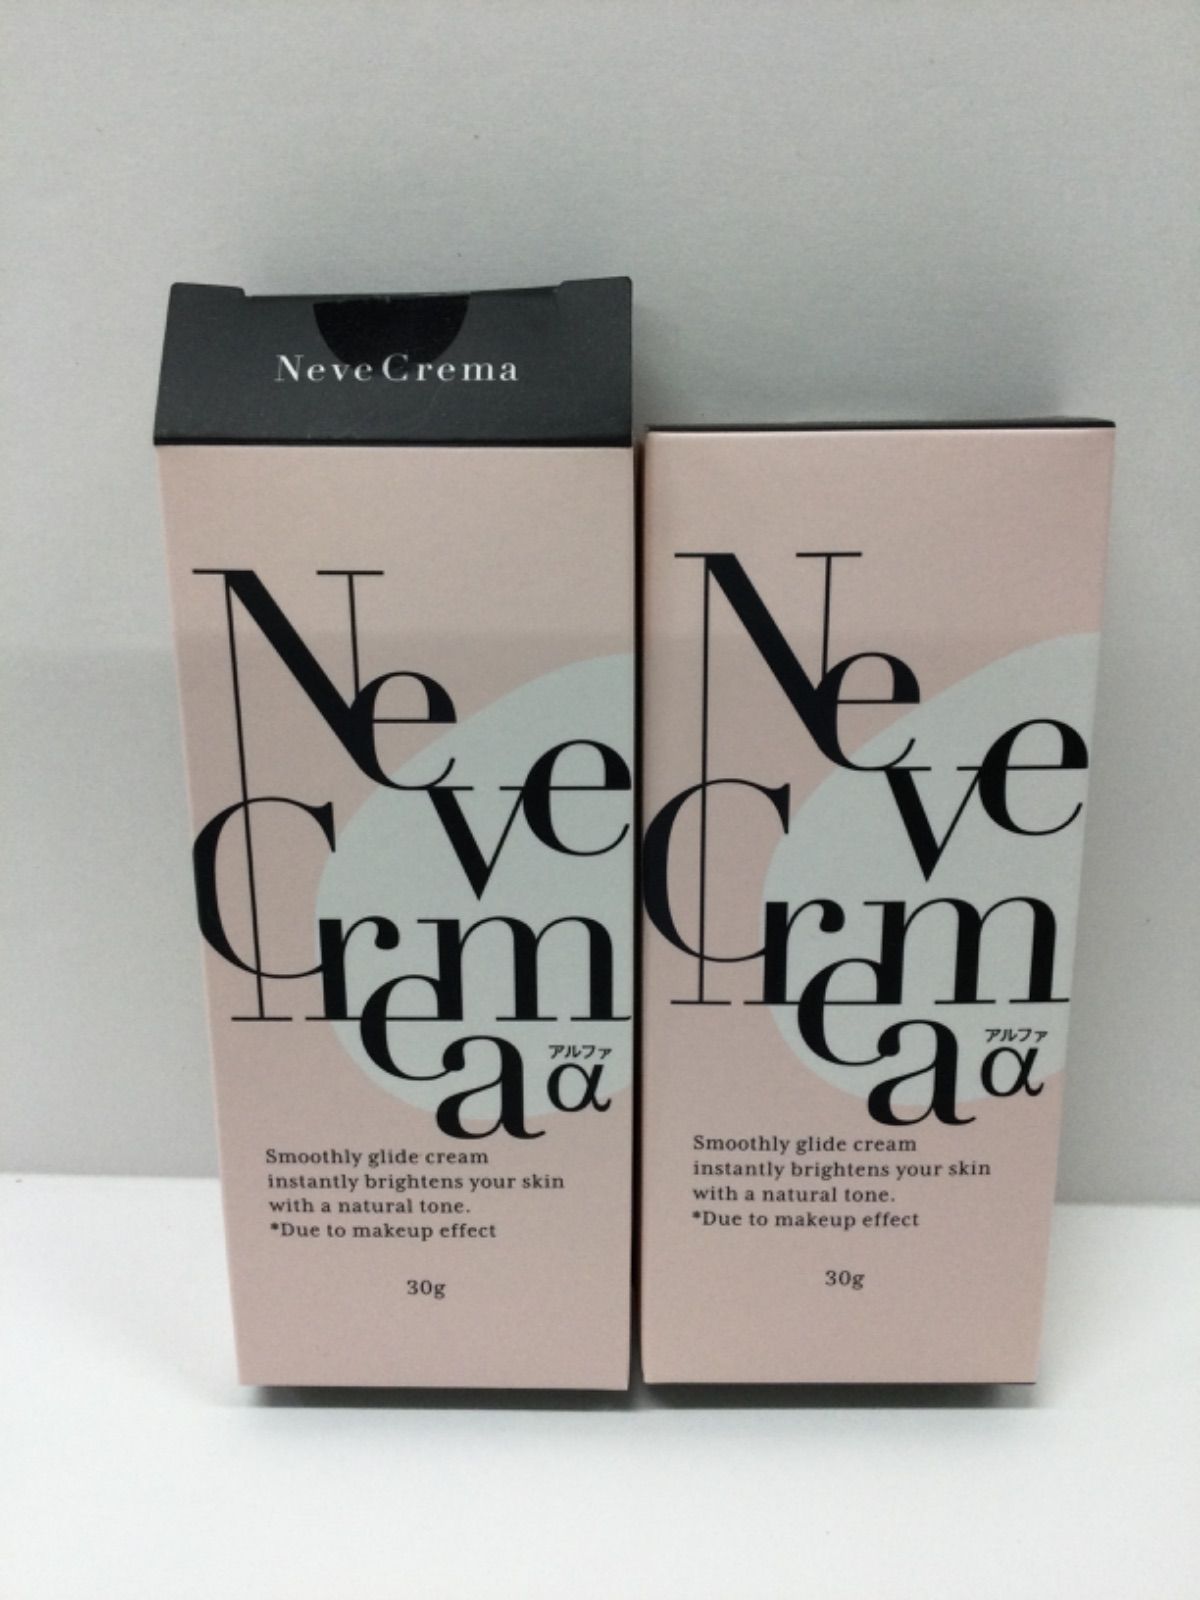 Neve Crema
Neve
Crema
アルファ
α
Smoothly glide cream
instantly brightens your skin
with a natural tone.
*Due to makeup effect
30g
Neve
Crema
アルファ
α
Smoothly glide cream
instantly brightens your skin
with a natural tone.
*Due to makeup effect
30g